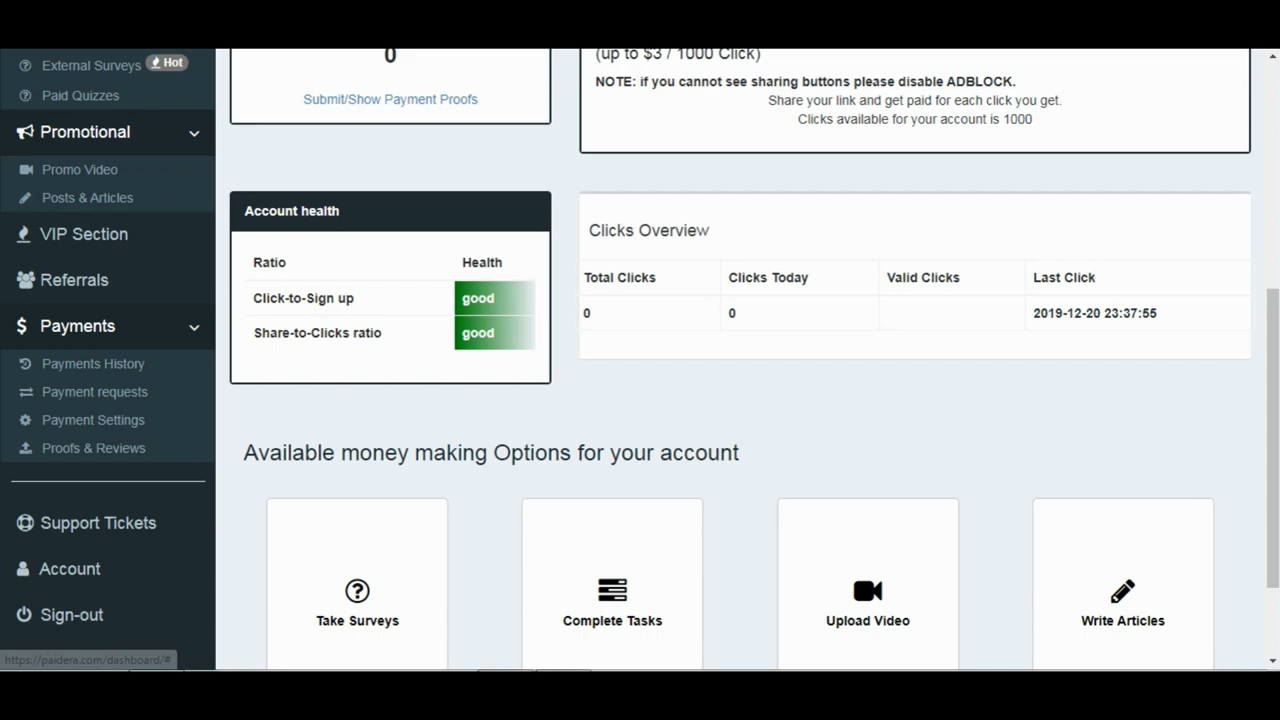 External Surveys
Hot
Paid Quizzes
Promotional
Promo Video
Posts & Articles
VIP Section
Referrals
Payments
Payments History
Payment requests
Payment Settings
Proofs & Reviews
Support Tickets
Account
Sign-out
https://paidera.com/dashboard/#
0
Submit/Show Payment Proofs
(up to $3 / 1000 Click)
NOTE: if you cannot see sharing buttons please disable ADBLOCK.
Share your link and get paid for each click you get.
Clicks available for your account is 1000
Account health
Ratio Health
Click-to-Sign up good
Share-to-Clicks ratio good
Clicks Overview
Total Clicks Clicks Today Valid Clicks Last Click
0 0 2019-12-20 23:37:55
Available money making Options for your account
Take Surveys
Complete Tasks
Upload Video
Write Articles